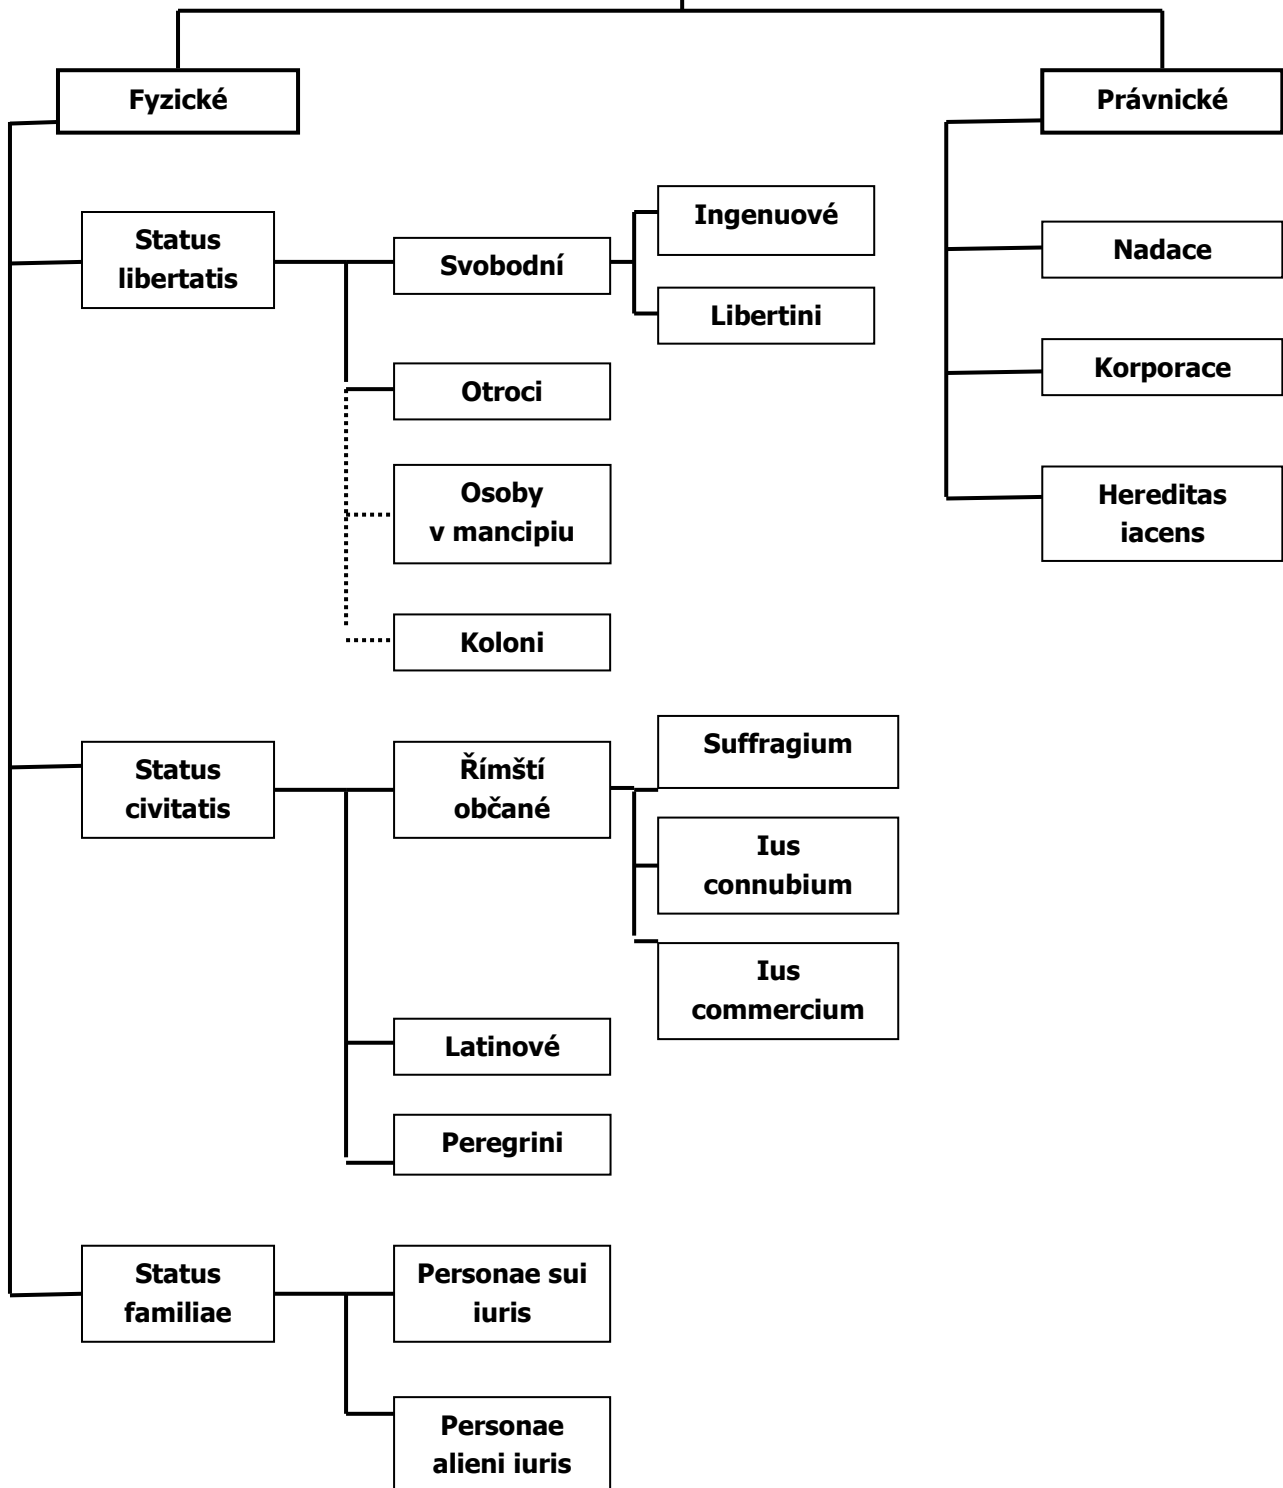 Fyzické
Právnické
Status
libertatis
Svobodní
Ingenuové
Libertini
Otroci
Osoby
v mancipiu
Koloni
Nadace
Korporace
Hereditas
iacens
Status
civitatis
Římští
občané
Suffragium
Ius
connubium
Ius
commercium
Latinové
Peregrini
Status
familiae
Personae sui
iuris
Personae
alieni iuris